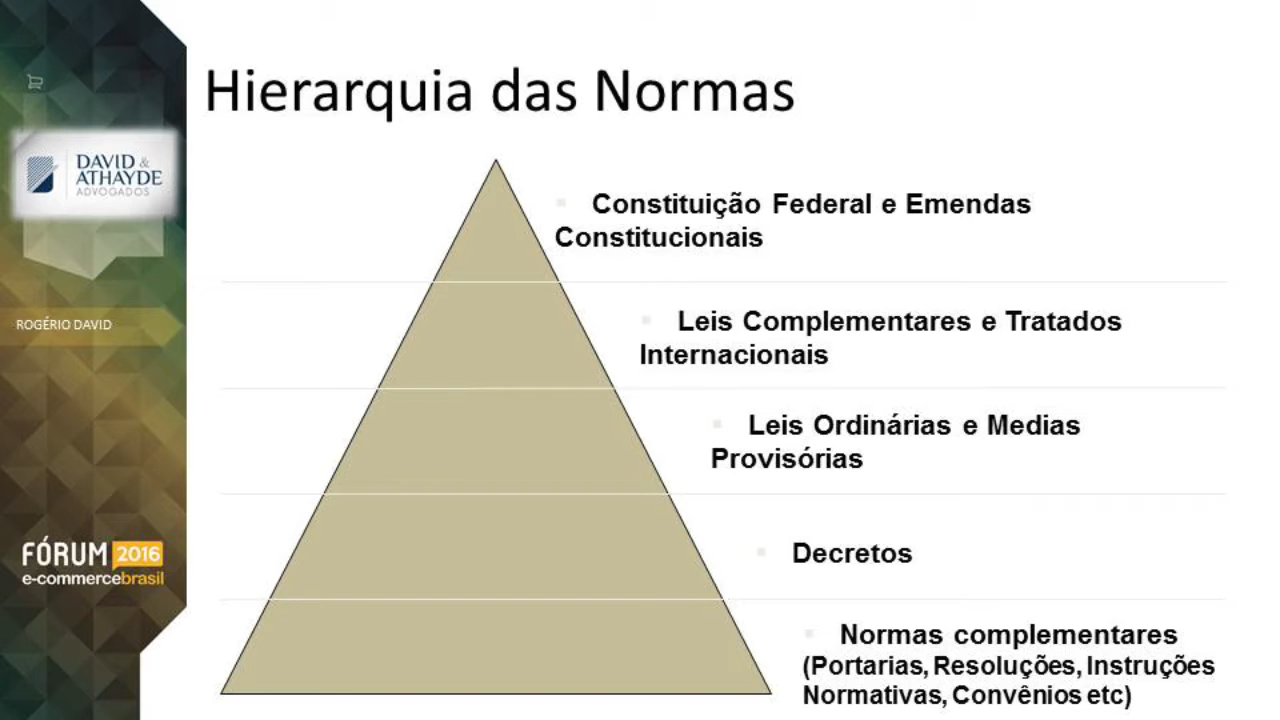 Hierarquia das Normas
DAVID &
ATHAYDE
ADVOGADOS
Constituição Federal e Emendas
Constitucionais
Leis Complementares e Tratados
Internacionais
ROGÉRIO DAVID
Leis Ordinárias e Medias
Provisórias
Decretos
FÓRUM 2016
e-commercebrasil
Normas complementares
(Portarias, Resoluções, Instruções
Normativas, Convênios etc)